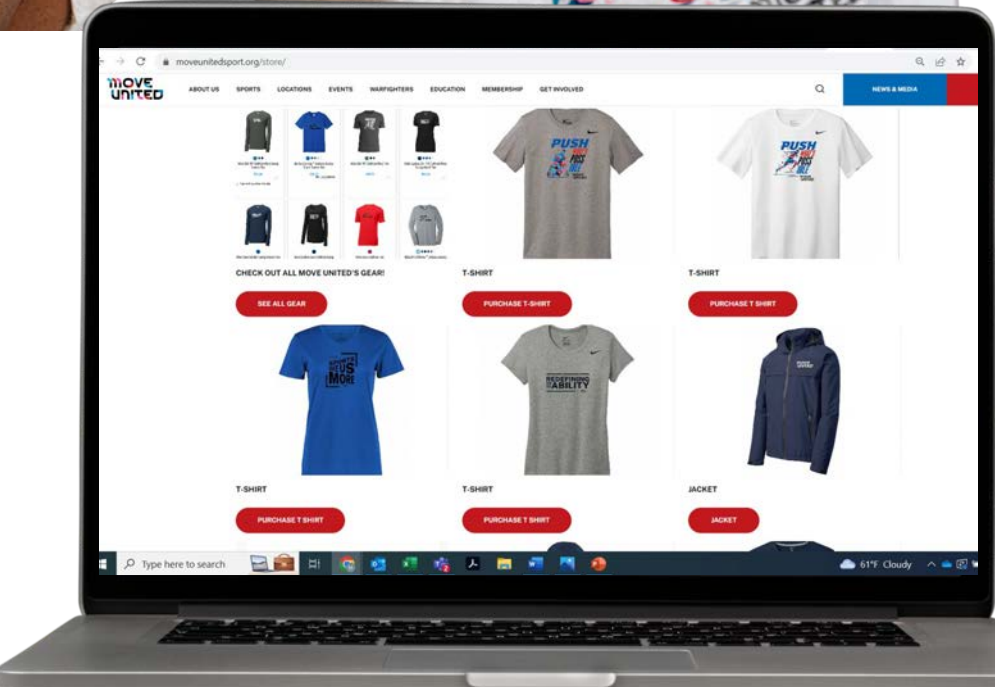 moveunitedsport.org/store/
MOVE
UNITED
ABOUT US SPORTS LOCATIONS EVENTS WARFIGHTERS EDUCATION MEMBERSHIP GET INVOLVED
NEWS & MEDIA
PUSH
PUSH
CHECK OUT ALL MOVE UNITED'S GEAR!
T-SHIRT
T-SHIRT
SEE ALL GEAR
PURCHASE T-SHIRT
PURCHASE T SHIRT
MORE
REDEFINING
ABILITY
MOVE
UNITED
T-SHIRT
T-SHIRT
JACKET
PURCHASE T SHIRT
PURCHASE T SHIRT
JACKET
Type here to search
61°F Cloudy